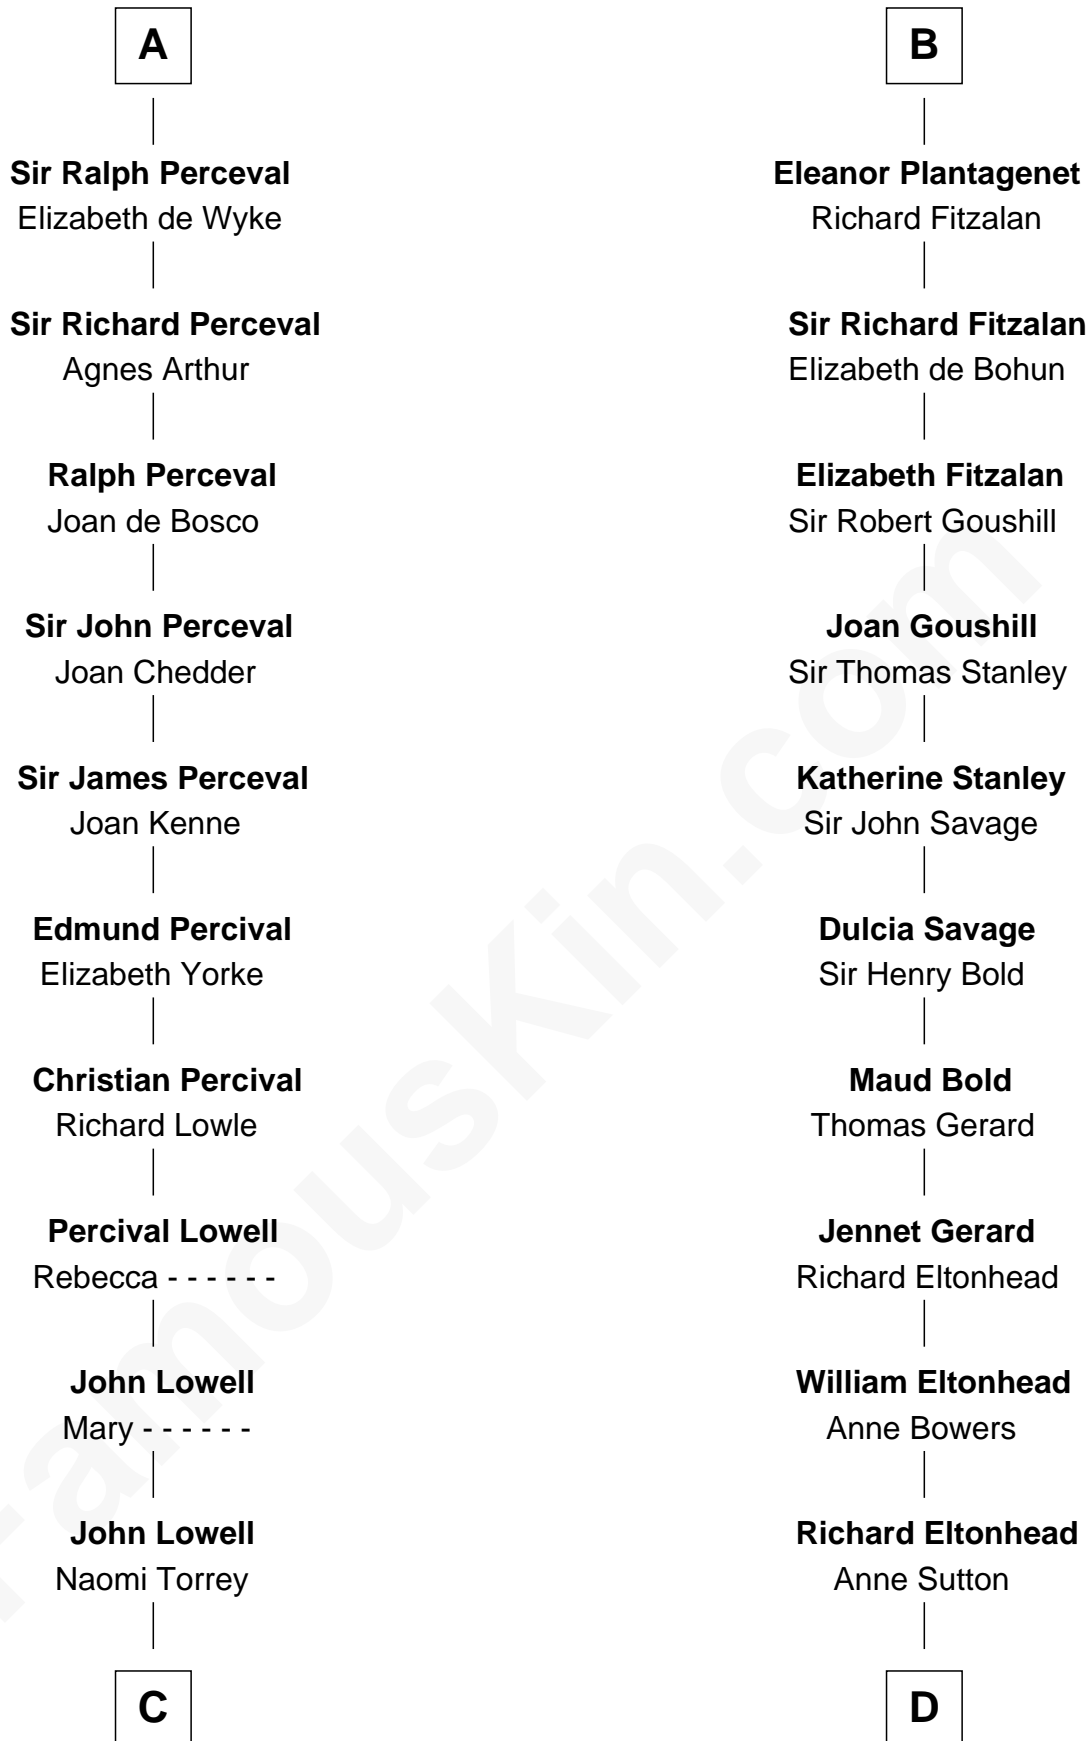 A
Sir Ralph Perceval
Elizabeth de Wyke
Sir Richard Perceval
Agnes Arthur
Ralph Perceval
Joan de Bosco
Sir John Perceval
Joan Chedder
Sir James Perceval
Joan Kenne
Edmund Percival
Elizabeth Yorke
Christian Percival
Richard Lowle
Percival Lowell
Rebecca - - - - - -
John Lowell
Mary - - - - - -
John Lowell
Naomi Torrey
C
B
Eleanor Plantagenet
Richard Fitzalan
Sir Richard Fitzalan
Elizabeth de Bohun
Elizabeth Fitzalan
Sir Robert Goushill
Joan Goushill
Sir Thomas Stanley
Katherine Stanley
Sir John Savage
Dulcia Savage
Sir Henry Bold
Maud Bold
Thomas Gerard
Jennet Gerard
Richard Eltonhead
William Eltonhead
Anne Bowers
Richard Eltonhead
Anne Sutton
D
FamousKin.com